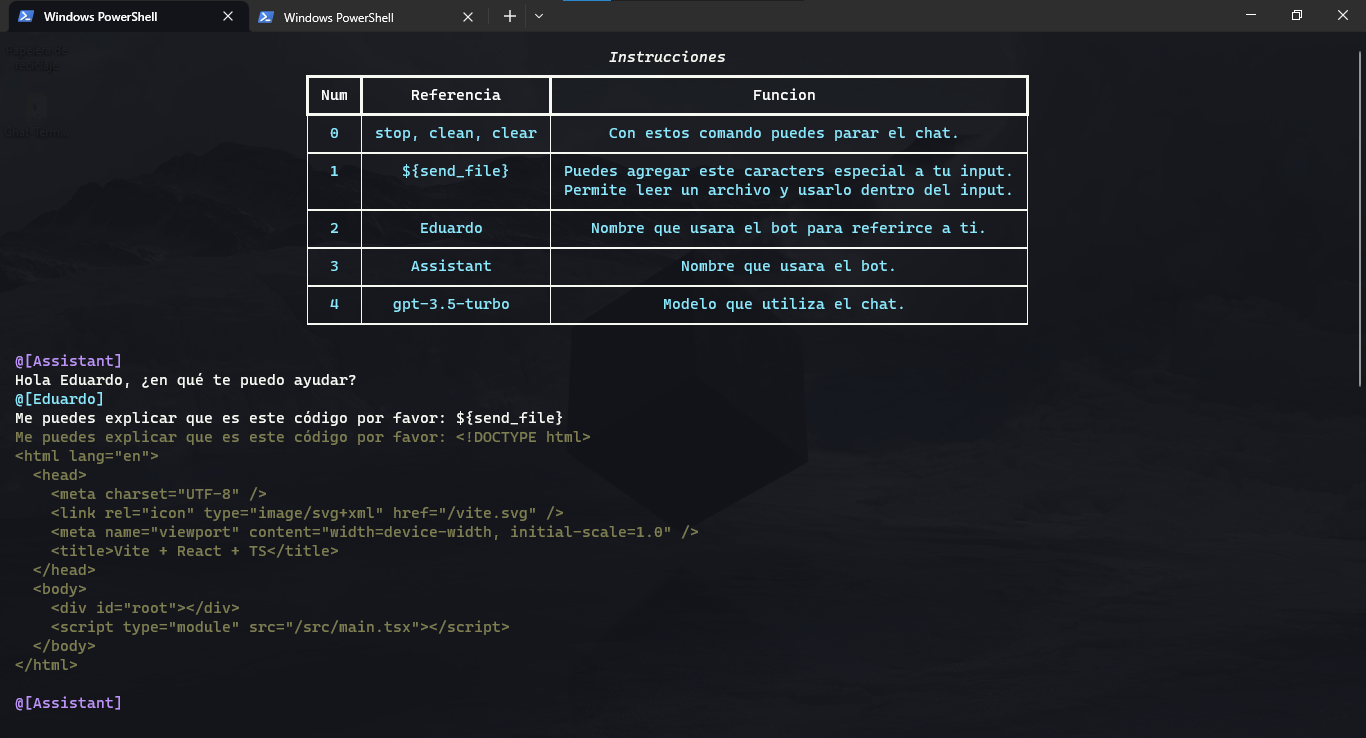 Windows PowerShell
Windows PowerShell
Papelera de
reciclaje
Instrucciones
Num Referencia Funcion
0 stop, clean, clear Con estos comando puedes parar el chat.
1 ${send_file} Puedes agregar este caracters especial a tu input.
Permite leer un archivo y usarlo dentro del input.
2 Eduardo Nombre que usara el bot para referirce a ti.
3 Assistant Nombre que usara el bot.
4 gpt-3.5-turbo Modelo que utiliza el chat.
@[Assistant]
Hola Eduardo, ¿en qué te puedo ayudar?
@[Eduardo]
Me puedes explicar que es este código por favor: ${send_file}
Me puedes explicar que es este código por favor: <!DOCTYPE html>
<html lang="en">
  <head>
    <meta charset="UTF-8" />
    <link rel="icon" type="image/svg+xml" href="/vite.svg" />
    <meta name="viewport" content="width=device-width, initial-scale=1.0" />
    <title>Vite + React + TS</title>
  </head>
  <body>
    <div id="root"></div>
    <script type="module" src="/src/main.tsx"></script>
  </body>
</html>
@[Assistant]